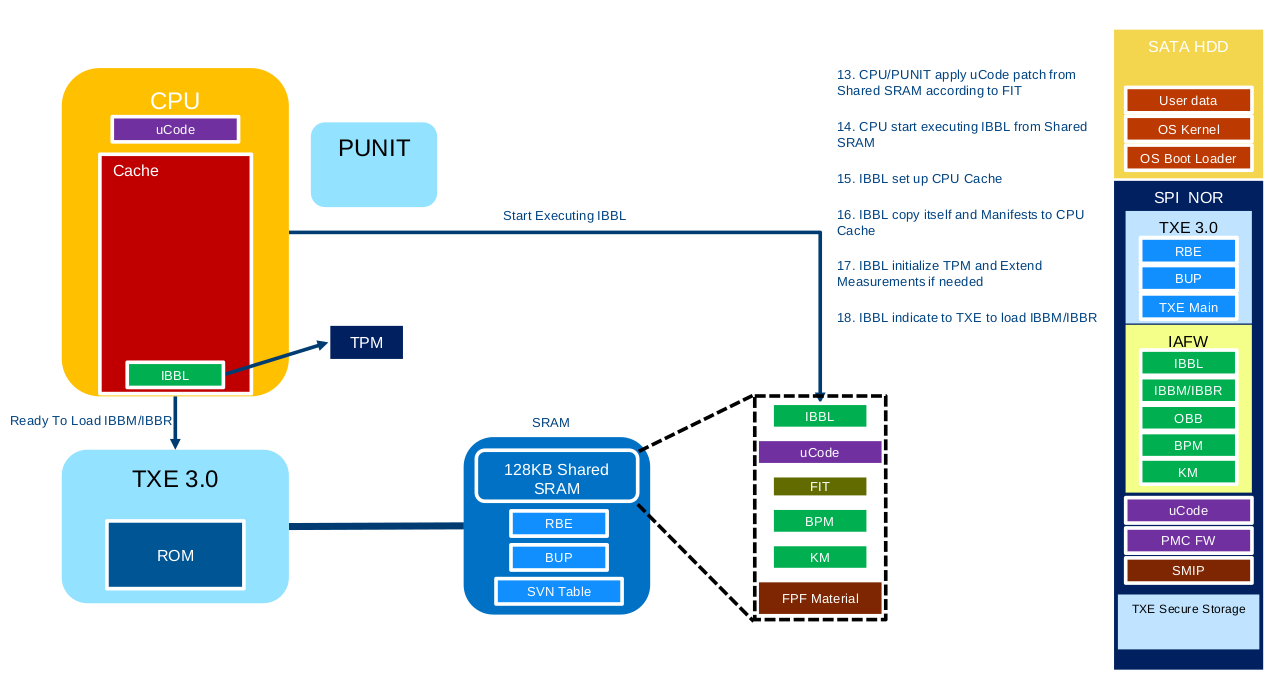 CPU
uCode
Cache
IBBL
PUNIT
Start Executing IBBL
TPM
Ready To Load IBBM/IBBR
TXE 3.0
ROM
SRAM
128KB Shared
SRAM
RBE
BUP
SVN Table
IBBL
uCode
FIT
BPM
KM
FPF Material
13. CPU/PUNIT apply uCode patch from
Shared SRAM according to FIT
14. CPU start executing IBBL from Shared
SRAM
15. IBBL set up CPU Cache
16. IBBL copy itself and Manifests to CPU
Cache
17. IBBL initialize TPM and Extend
Measurements if needed
18. IBBL indicate to TXE to load IBBM/IBBR
SATA HDD
User data
OS Kernel
OS Boot Loader
SPI NOR
TXE 3.0
RBE
BUP
TXE Main
IAFW
IBBL
IBBM/IBBR
OBB
BPM
KM
uCode
PMC FW
SMIP
TXE Secure Storage